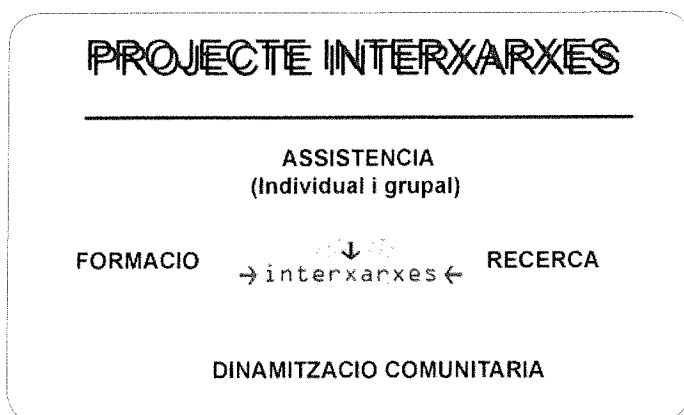 PROJECTE INTERXARXES
ASSISTENCIA
(Individual i grupal)
FORMACIO
interxarxes
RECERCA
DINAMITZACIO COMUNITARIA